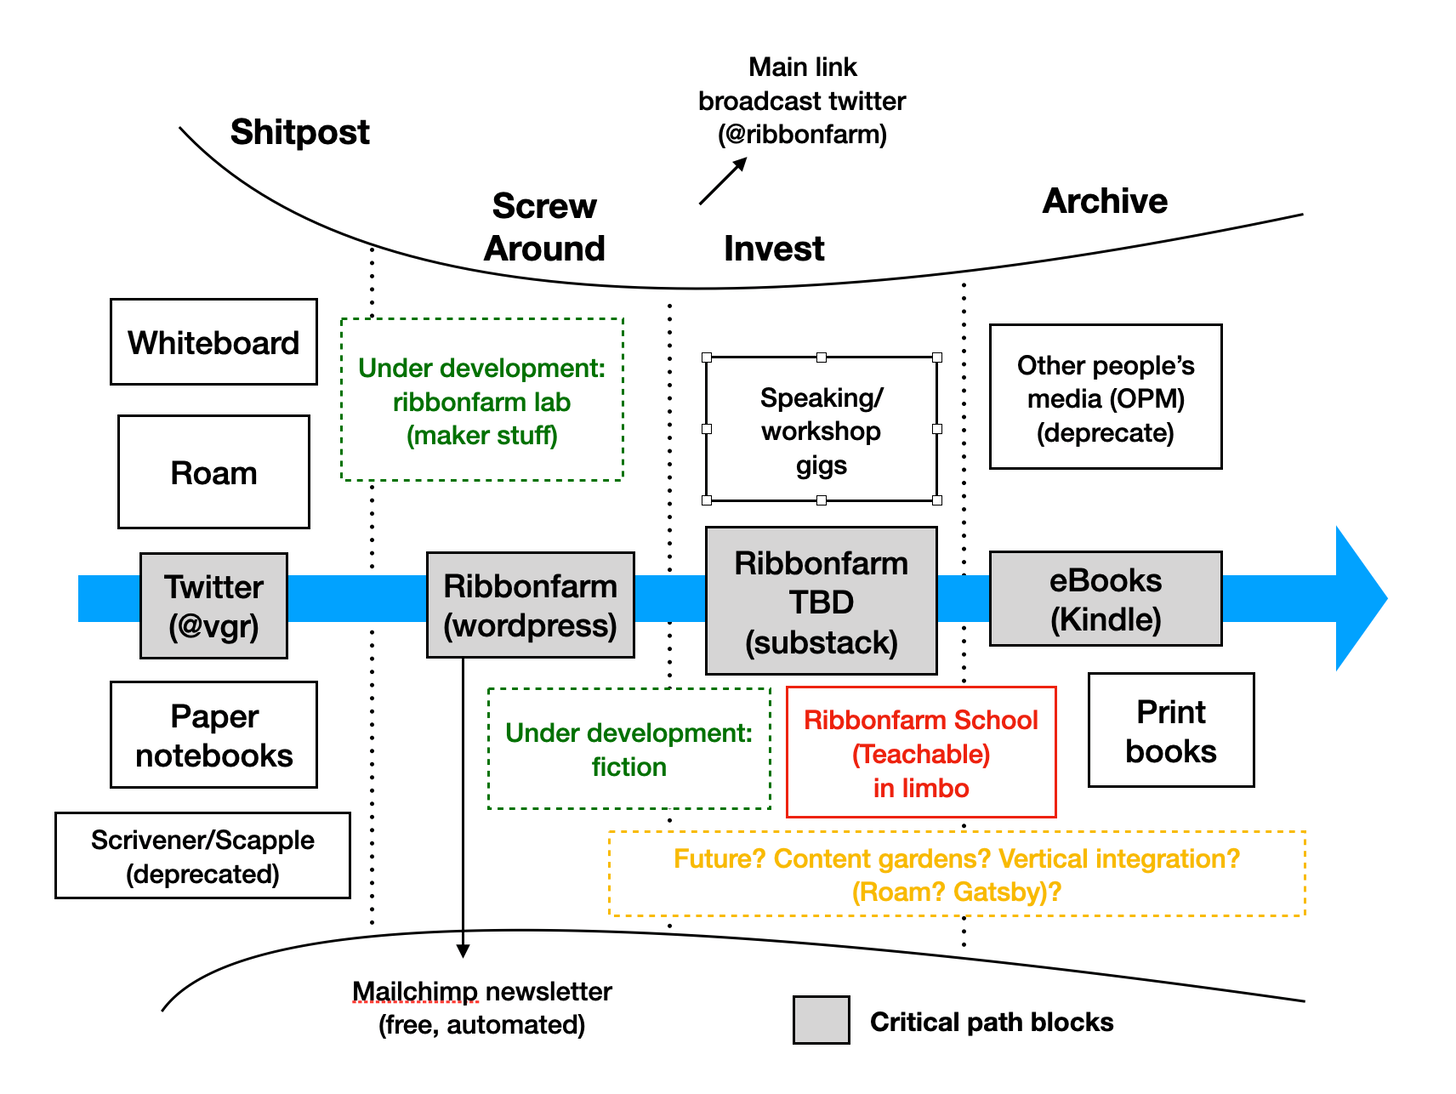 Main link
broadcast twitter
(@ribbonfarm)
Shitpost
Screw
Around
Invest
Archive
Whiteboard
Roam
Twitter
(@vgr)
Paper
notebooks
Scrivener/Scapple
(deprecated)
Under development:
ribbonfarm lab
(maker stuff)
Ribbonfarm
(wordpress)
Under development:
fiction
Mailchimp newsletter
(free, automated)
Speaking/
workshop
gigs
Ribbonfarm
TBD
(substack)
Ribbonfarm School
(Teachable)
in limbo
Other people’s
media (OPM)
(deprecate)
eBooks
(Kindle)
Print
books
Future? Content gardens? Vertical integration?
(Roam? Gatsby)?
Critical path blocks